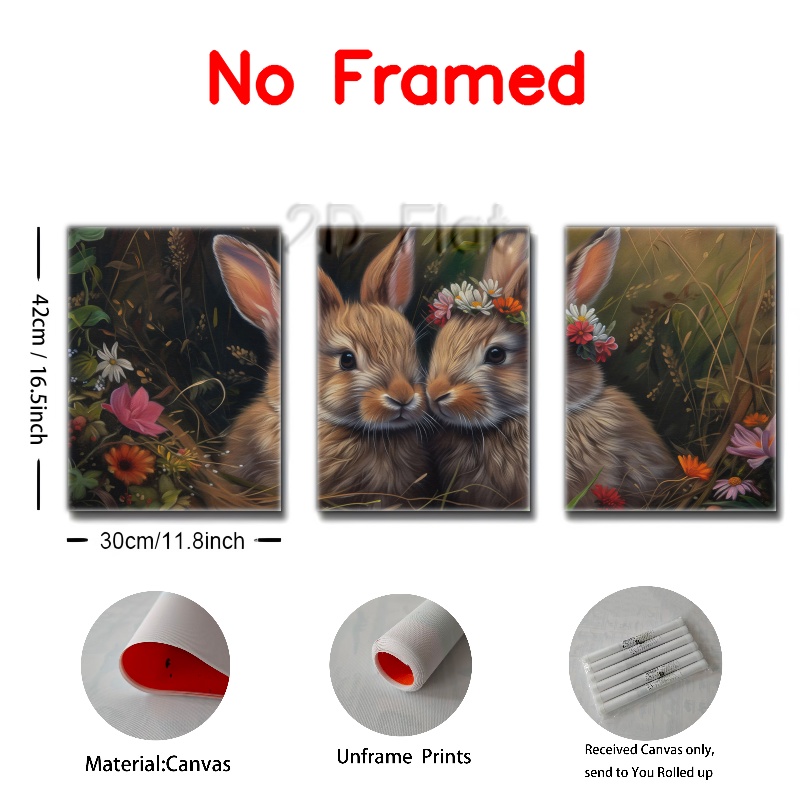 No Framed
2D Flat
42cm / 16.5inch
30cm/11.8inch
Material:Canvas
Unframe Prints
Received Canvas only,
send to You Rolled up